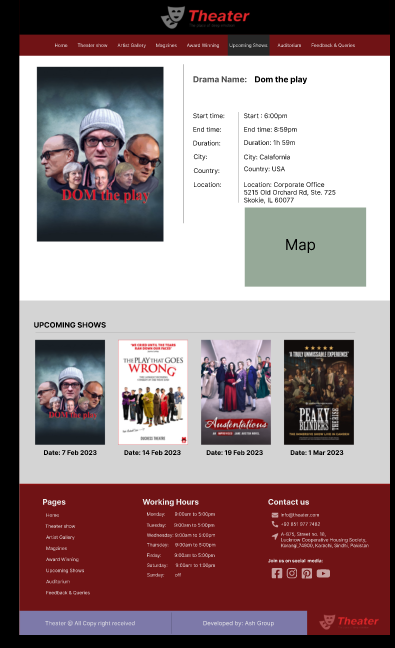 Theater
Home
Theater show
Artist Gallery
Magzines
Award Winning
Upcoming Shows
Auditorium
Feedback & Queries
Drama Name: Dom the play
Start time: Start : 6:00pm
End time: End time: 8:59pm
Duration: Duration: 1h 59m
City: City: Calafornia
Country: Country: USA
Location: Location: Corporate Office
5215 Old Orchard Rd, Ste. 725
Skokie, IL 60077
DOM the play
Map
UPCOMING SHOWS
DOM the play
THE PLAY THAT GOES
WRONG
Austentatious
'A TRULY UNMISSABLE EXPERIENCE'
PEAKY
BLINDERS
Date: 7 Feb 2023
Date: 14 Feb 2023
Date: 19 Feb 2023
Date: 1 Mar 2023
Pages
Home
Theater show
Artist Gallery
Magzines
Award Winning
Upcoming Shows
Auditorium
Feedback & Queries
Working Hours
Monday: 9:00am to 5:00pm
Tuesday: 9:00am to 5:00pm
Wednesday: 9:00am to 5:00pm
Thursday: 9:00am to 5:00pm
Friday: 9:00am to 5:00pm
Saturday: 9:00am to 1:00pm
Sunday: off
Contact us
info@theater.com
+92 851 077 7482
A-875, Street no. 18,
Lucknow Cooperative Housing Society,
Korangi,74900, Karachi, Sindhi, Pakistan
Join us on social media:
Theater @ All Copy right received
Developed by: Ash Group
Theater